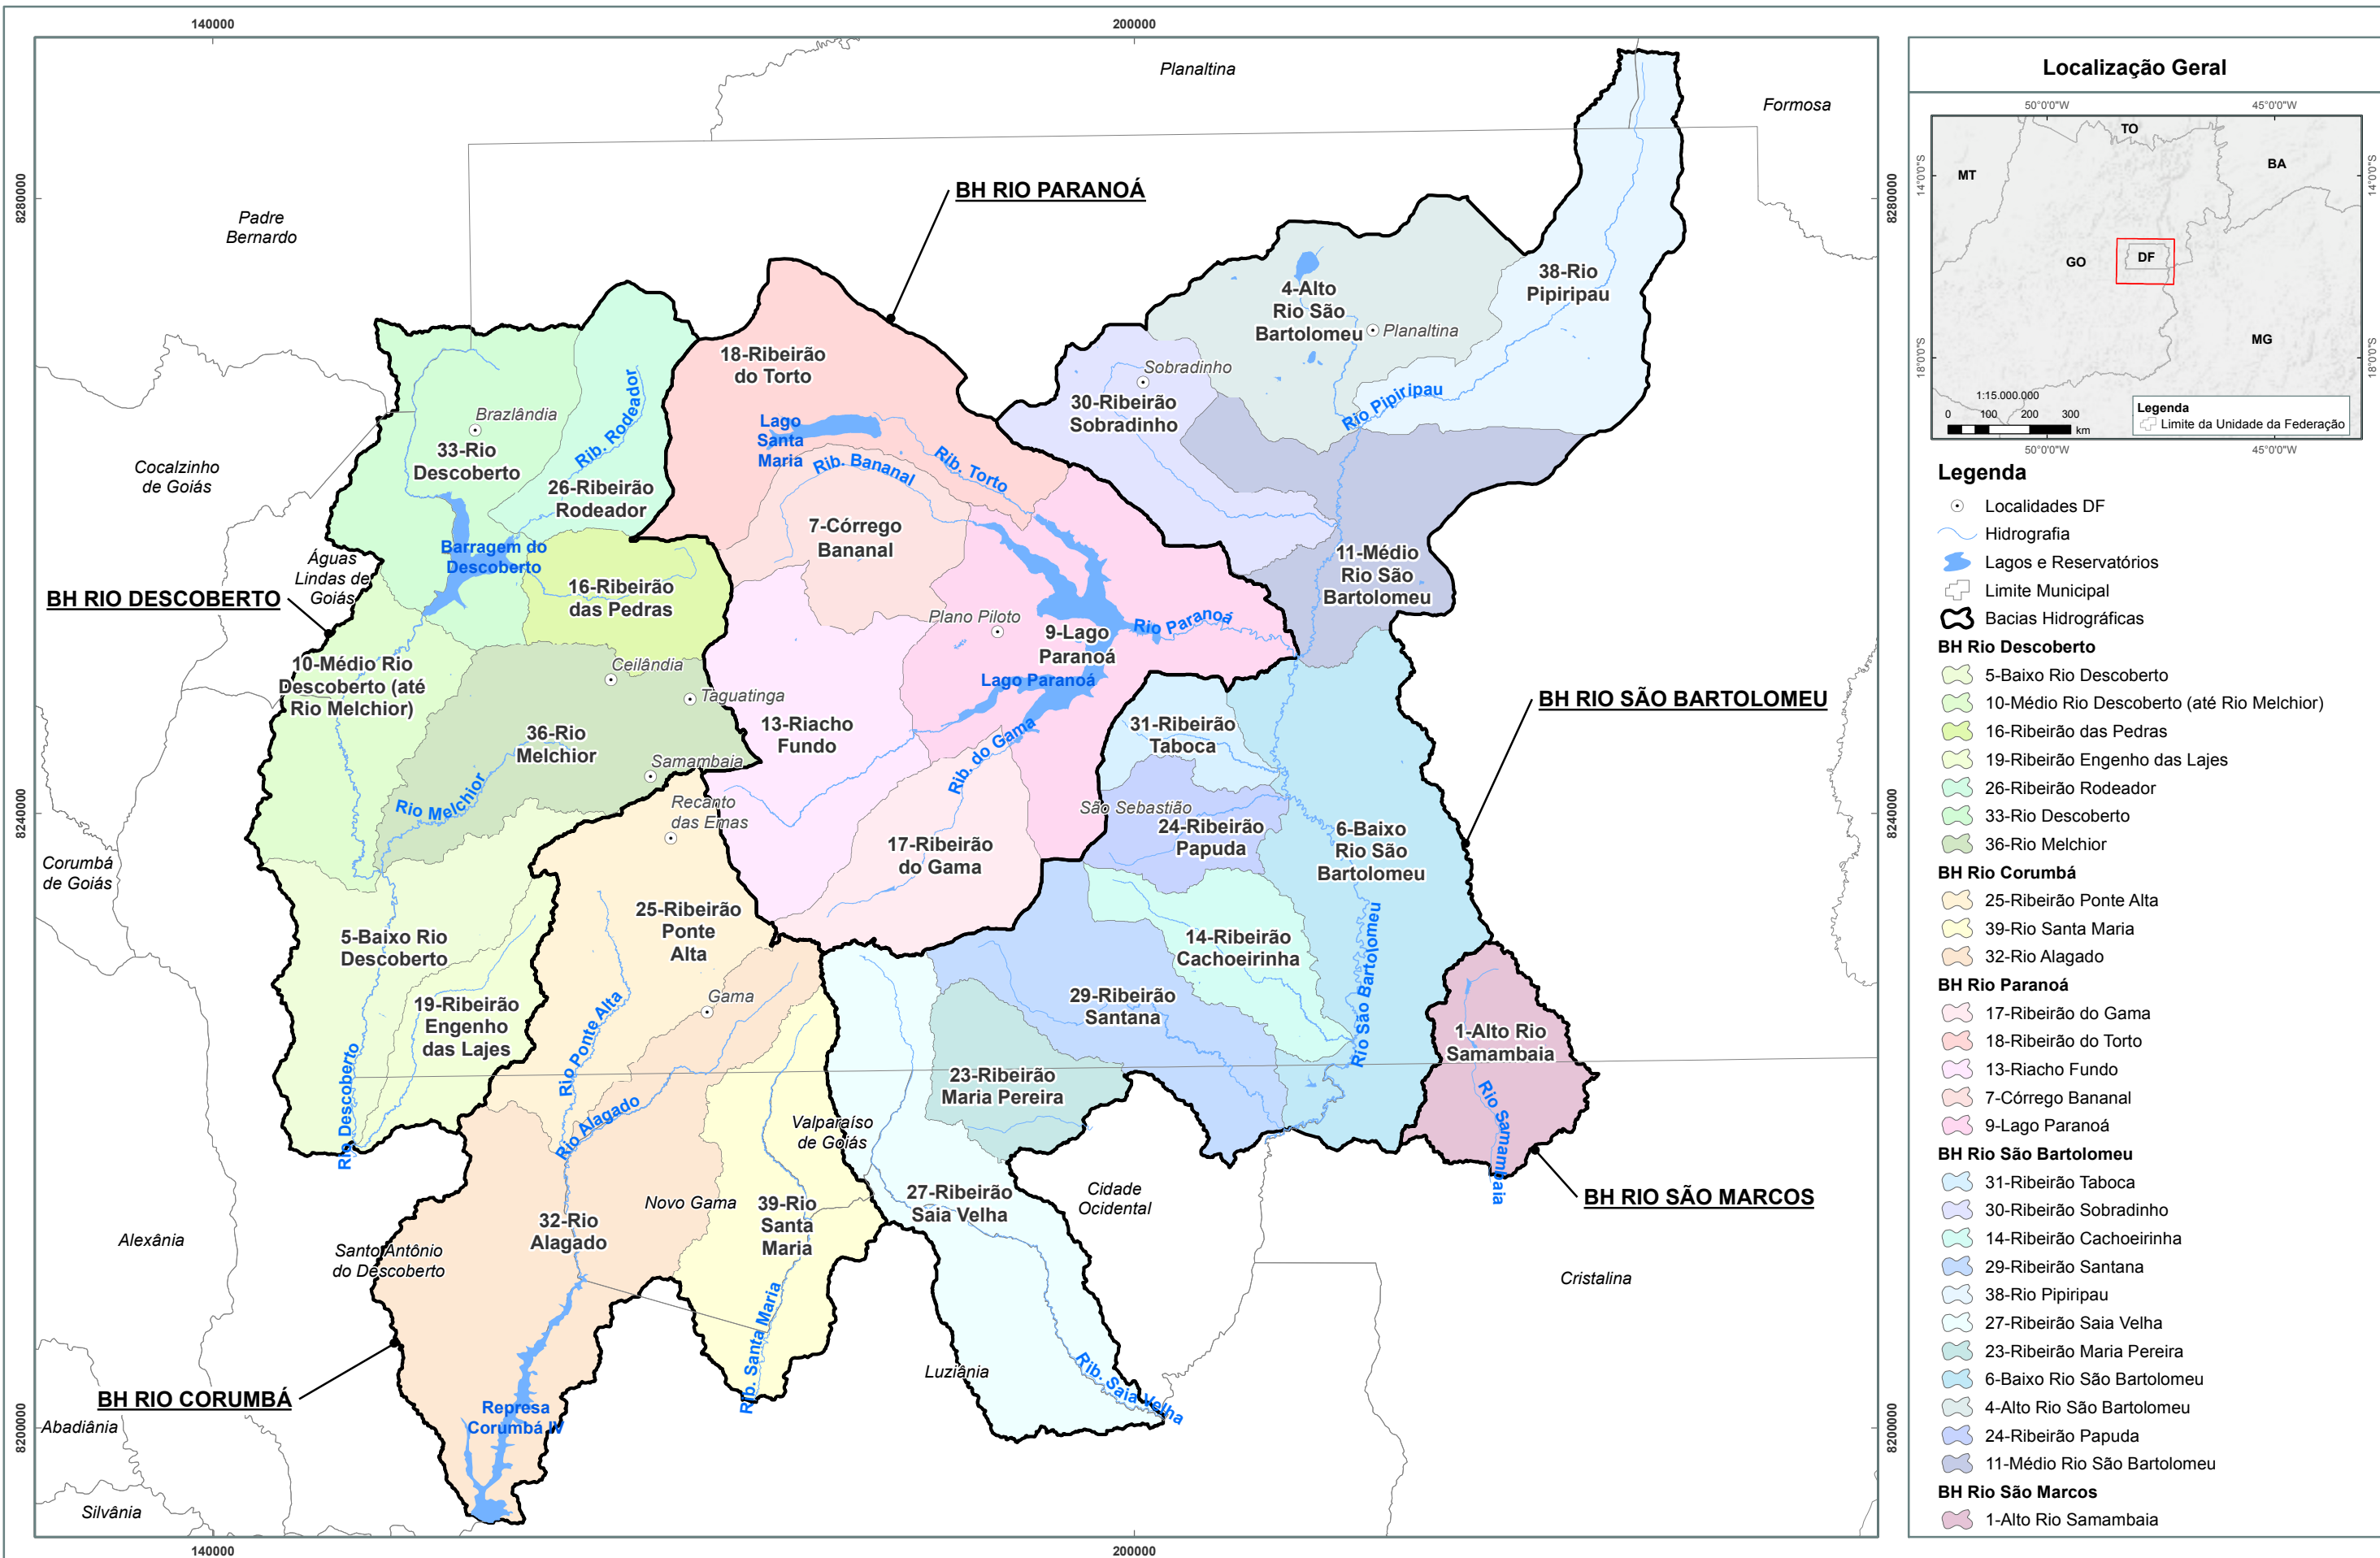 140000
200000
Planaltina
Formosa
8280000
8280000
BH RIO PARANOÁ
Padre
Bernardo
38-Rio
Pipiripau
4-Alto
Rio São
Bartolomeu
Planaltina
18-Ribeirão
do Torto
Sobradinho
30-Ribeirão
Sobradinho
Rio Pipiripau
Rib. Rodeador
Brazlândia
33-Rio
Descoberto
Lago
Santa
Maria
Rib. Bananal
Rib. Torto
Cocalzinho
de Goiás
26-Ribeirão
Rodeador
7-Córrego
Bananal
Barragem do
Descoberto
11-Médio
Rio São
Bartolomeu
Águas
Lindas de
Goiás
16-Ribeirão
das Pedras
BH RIO DESCOBERTO
Plano Piloto
9-Lago
Paranoá
Rio Paranoá
10-Médio Rio
Descoberto (até
Rio Melchior)
Ceilândia
Taguatinga
Lago Paranoá
BH RIO SÃO BARTOLOMEU
13-Riacho
Fundo
31-Ribeirão
Taboca
36-Rio
Melchior
Rib. do Gama
Samambaia
Rio Melchior
Recanto
das Emas
São Sebastião
24-Ribeirão
Papuda
8240000
8240000
6-Baixo
Rio São
Bartolomeu
17-Ribeirão
do Gama
Corumbá
de Goiás
25-Ribeirão
Ponte
Alta
5-Baixo Rio
Descoberto
14-Ribeirão
Cachoeirinha
Rio São Bartolomeu
29-Ribeirão
Santana
Gama
19-Ribeirão
Engenho
das Lajes
Rio Ponte Alta
1-Alto Rio
Samambaia
23-Ribeirão
Maria Pereira
Rio Descoberto
Rio Alagado
Valparaíso
de Goiás
Rio Samambaia
BH RIO SÃO MARCOS
Cidade
Ocidental
27-Ribeirão
Saia Velha
Novo Gama
39-Rio
Santa
Maria
32-Rio
Alagado
Alexânia
Santo Antônio
do Descoberto
Cristalina
Rib. Santa Maria
Luziânia
Rib. Saia Velha
BH RIO CORUMBÁ
Represa
Corumbá IV
Abadiânia
8200000
8200000
Silvânia
140000
200000
Localização Geral
50°0'0"W
45°0'0"W
TO
BA
MT
14°0'0"S
14°0'0"S
GO
DF
MG
18°0'0"S
18°0'0"S
1:15.000.000
0 100 200 300
km
Legenda
Limite da Unidade da Federação
50°0'0"W
45°0'0"W
Legenda
Localidades DF
Hidrografia
Lagos e Reservatórios
Limite Municipal
Bacias Hidrográficas
BH Rio Descoberto
5-Baixo Rio Descoberto
10-Médio Rio Descoberto (até Rio Melchior)
16-Ribeirão das Pedras
19-Ribeirão Engenho das Lajes
26-Ribeirão Rodeador
33-Rio Descoberto
36-Rio Melchior
BH Rio Corumbá
25-Ribeirão Ponte Alta
39-Rio Santa Maria
32-Rio Alagado
BH Rio Paranoá
17-Ribeirão do Gama
18-Ribeirão do Torto
13-Riacho Fundo
7-Córrego Bananal
9-Lago Paranoá
BH Rio São Bartolomeu
31-Ribeirão Taboca
30-Ribeirão Sobradinho
14-Ribeirão Cachoeirinha
29-Ribeirão Santana
38-Rio Pipiripau
27-Ribeirão Saia Velha
23-Ribeirão Maria Pereira
6-Baixo Rio São Bartolomeu
4-Alto Rio São Bartolomeu
24-Ribeirão Papuda
11-Médio Rio São Bartolomeu
BH Rio São Marcos
1-Alto Rio Samambaia